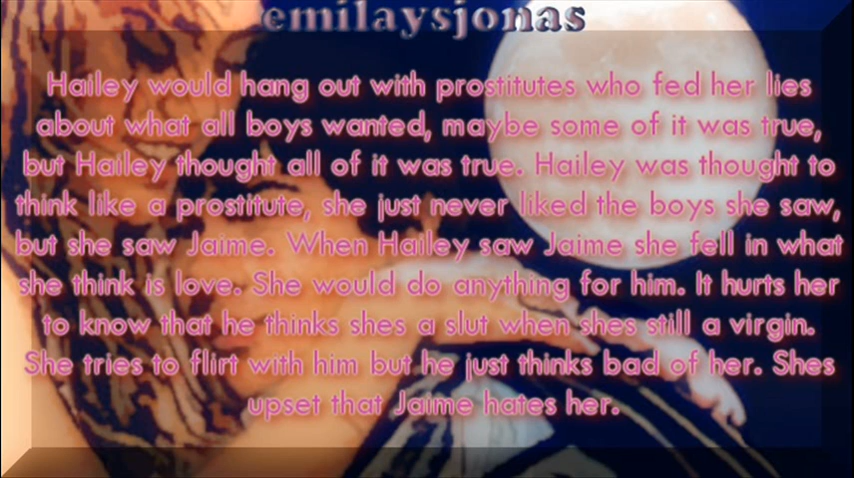 emilaysjonas
Hailey would hang out with prostitutes who fed her lies
about what all boys wanted, maybe some of it was true,
but Hailey thought all of it was true. Hailey was thought to
think like a prostitute, she just never liked the boys she saw,
but she saw Jaime. When Hailey saw Jaime she fell in what
she think is love. She would do anything for him. It hurts her
to know that he thinks shes a slut when shes still a virgin.
She tries to flirt with him but he just thinks bad of her. Shes
upset that Jaime hates her.